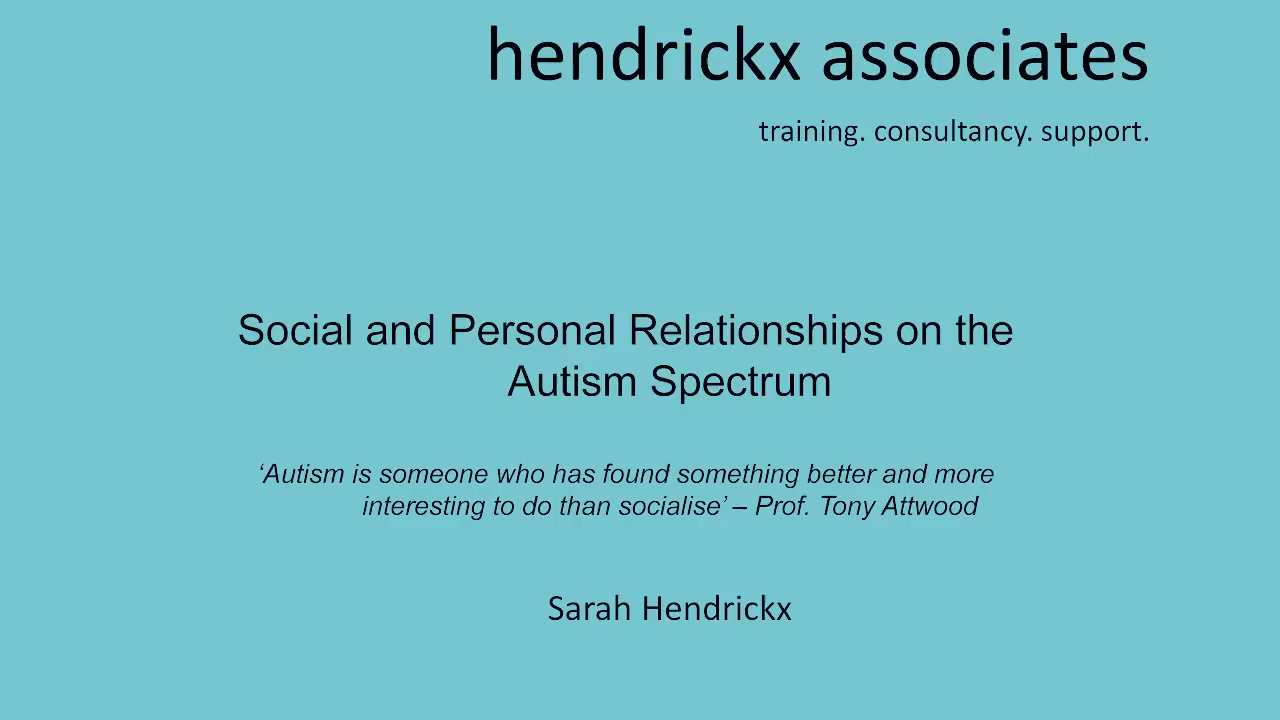 hendrickx associates
training. consultancy. support.
Social and Personal Relationships on the
Autism Spectrum
‘Autism is someone who has found something better and more
interesting to do than socialise’ – Prof. Tony Attwood
Sarah Hendrickx